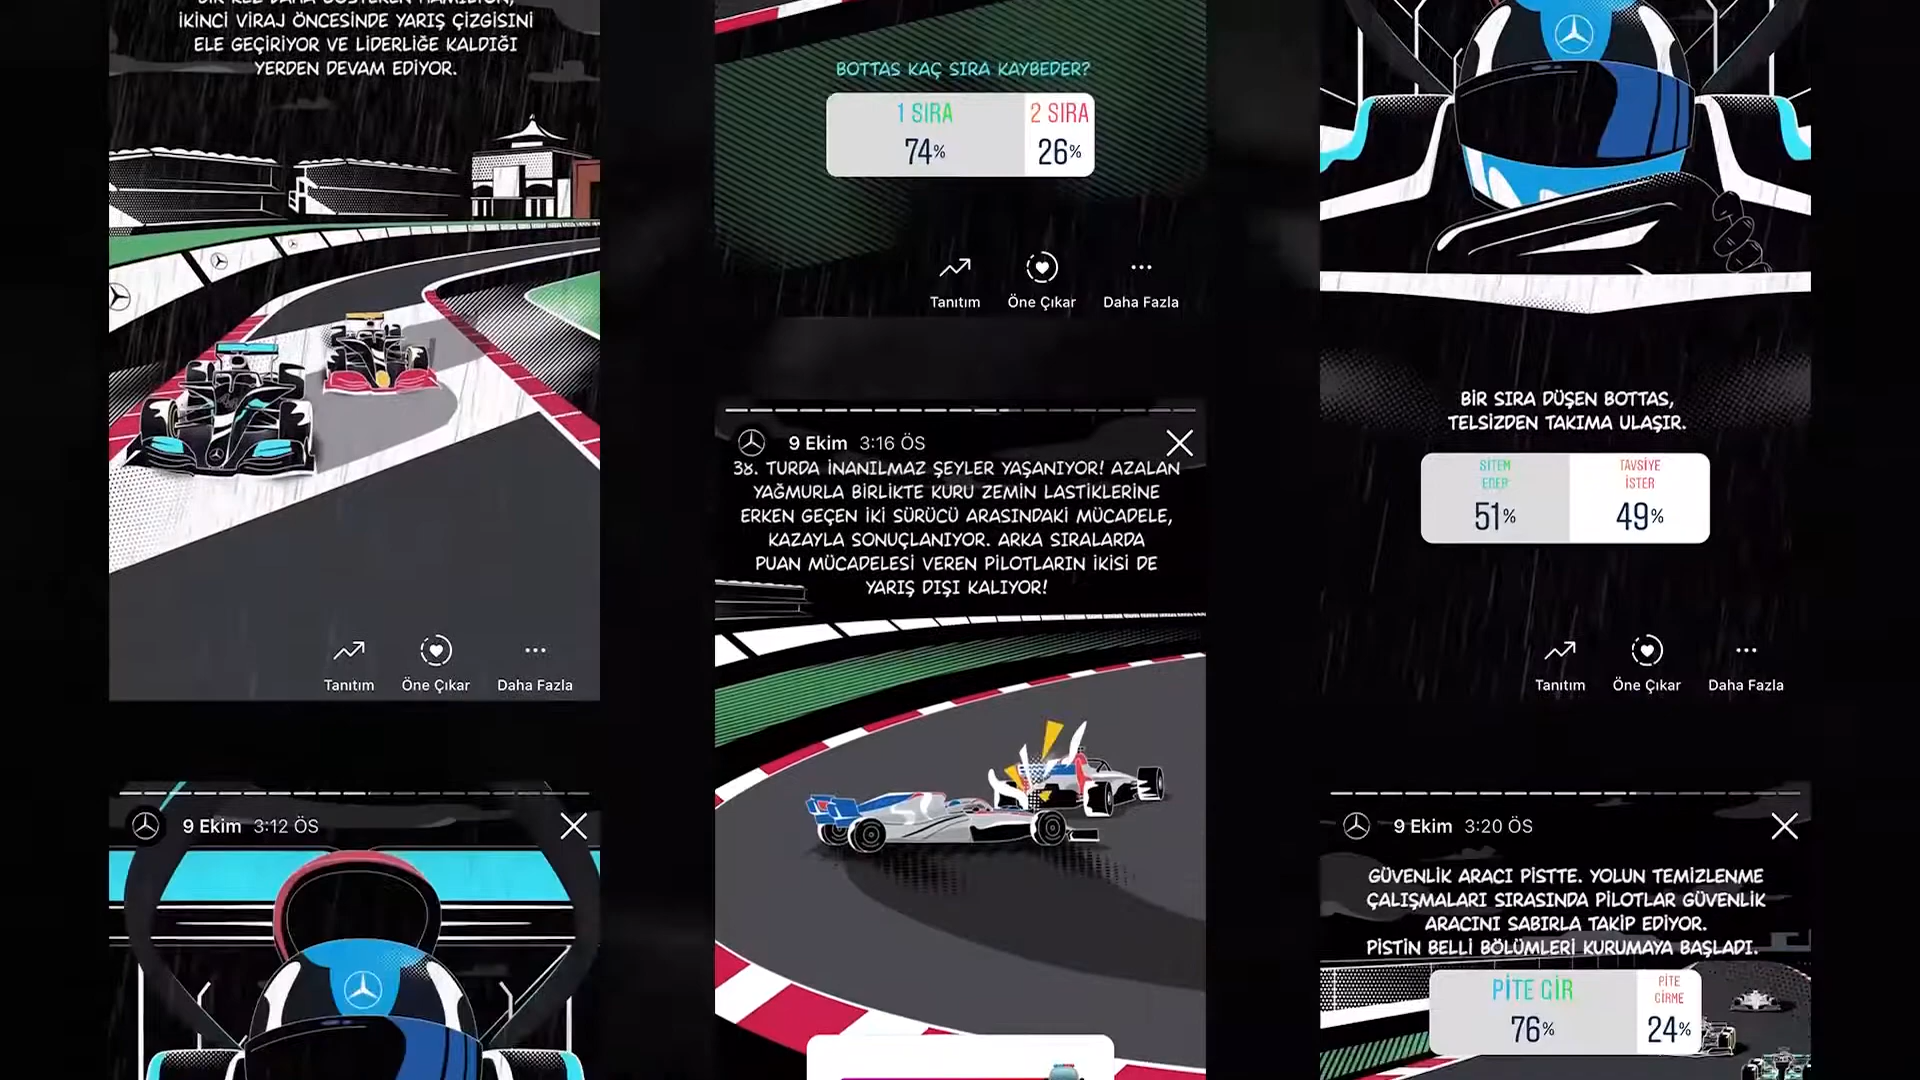 İKİNCİ VİRAJ ÖNCESİNDE YARIŞ ÇİZGİSİNİ
ELE GEÇİRİYOR VE LİDERLİĞE KALDIĞI
YERDEN DEVAM EDİYOR.
Tanıtım
Öne Çıkar
Daha Fazla
9 Ekim 3:12 ÖS
BOTTAS KAÇ SIRA KAYBEDER?
1 SIRA
2 SIRA
74%
26%
Tanıtım
Öne Çıkar
Daha Fazla
9 Ekim 3:16 ÖS
38. TURDA İNANILMAZ ŞEYLER YAŞANIYOR! AZALAN
YAĞMURLA BİRLİKTE KURU ZEMİN LASTİKLERİNE
ERKEN GEÇEN İKİ SÜRÜCÜ ARASINDAKİ MÜCADELE,
KAZAYLA SONUÇLANIYOR. ARKA SIRALARDA
PUAN MÜCADELESİ VEREN PİLOTLARIN İKİSİ DE
YARIŞ DIŞI KALIYOR!
BİR SIRA DÜŞEN BOTTAS,
TELSİZDEN TAKIMA ULAŞIR.
SİTEM
EDER
TAVSİYE
İSTER
51%
49%
Tanıtım
Öne Çıkar
Daha Fazla
9 Ekim 3:20 ÖS
GÜVENLİK ARACI PİSTTE. YOLUN TEMİZLENME
ÇALIŞMALARI SIRASINDA PİLOTLAR GÜVENLİK
ARACINI SABIRLA TAKİP EDİYOR.
PİSTİN BELLİ BÖLÜMLERİ KURUMAYA BAŞLADI.
PİTE GİR
PİTE
GİRME
76%
24%